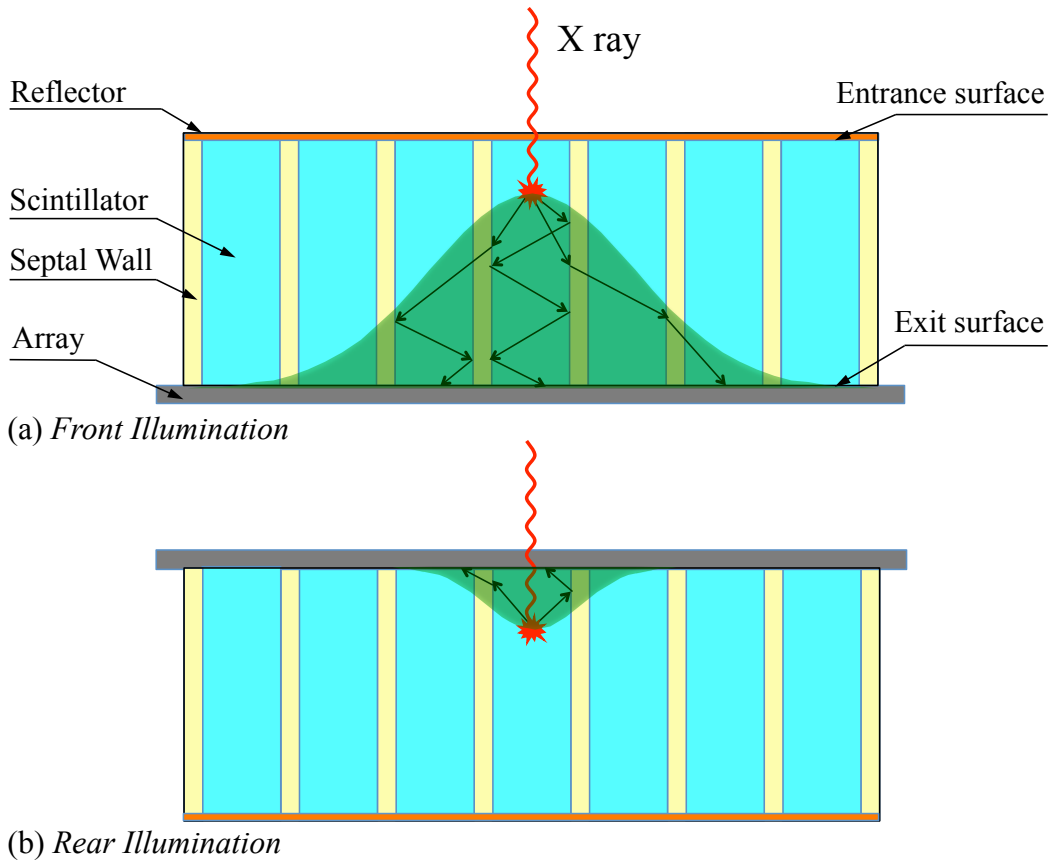 X ray
Reflector
Entrance surface
Scintillator
Septal Wall
Array
Exit surface
(a) Front Illumination
(b) Rear Illumination